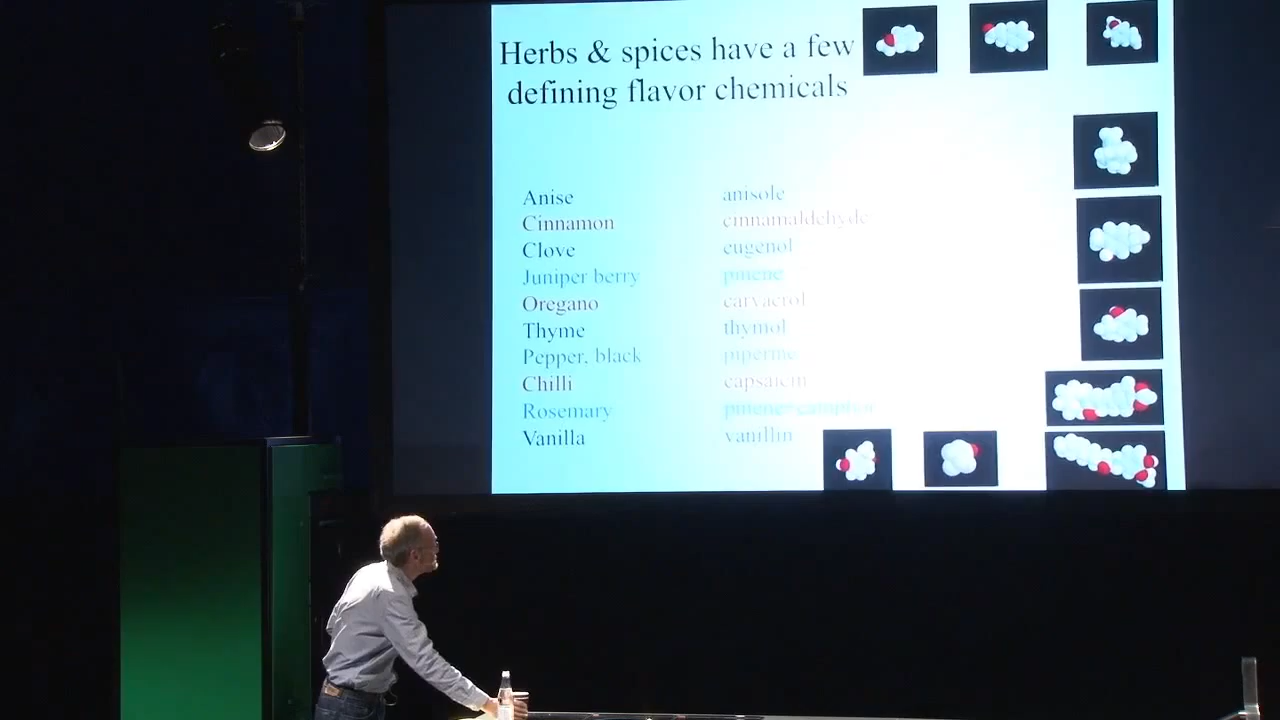 Herbs & spices have a few
defining flavor chemicals
Anise anisole
Cinnamon cinnamaldehyde
Clove eugenol
Juniper berry pinene
Oregano carvacrol
Thyme thymol
Pepper, black piperine
Chilli capsaicin
Rosemary pinene camphor
Vanilla vanillin